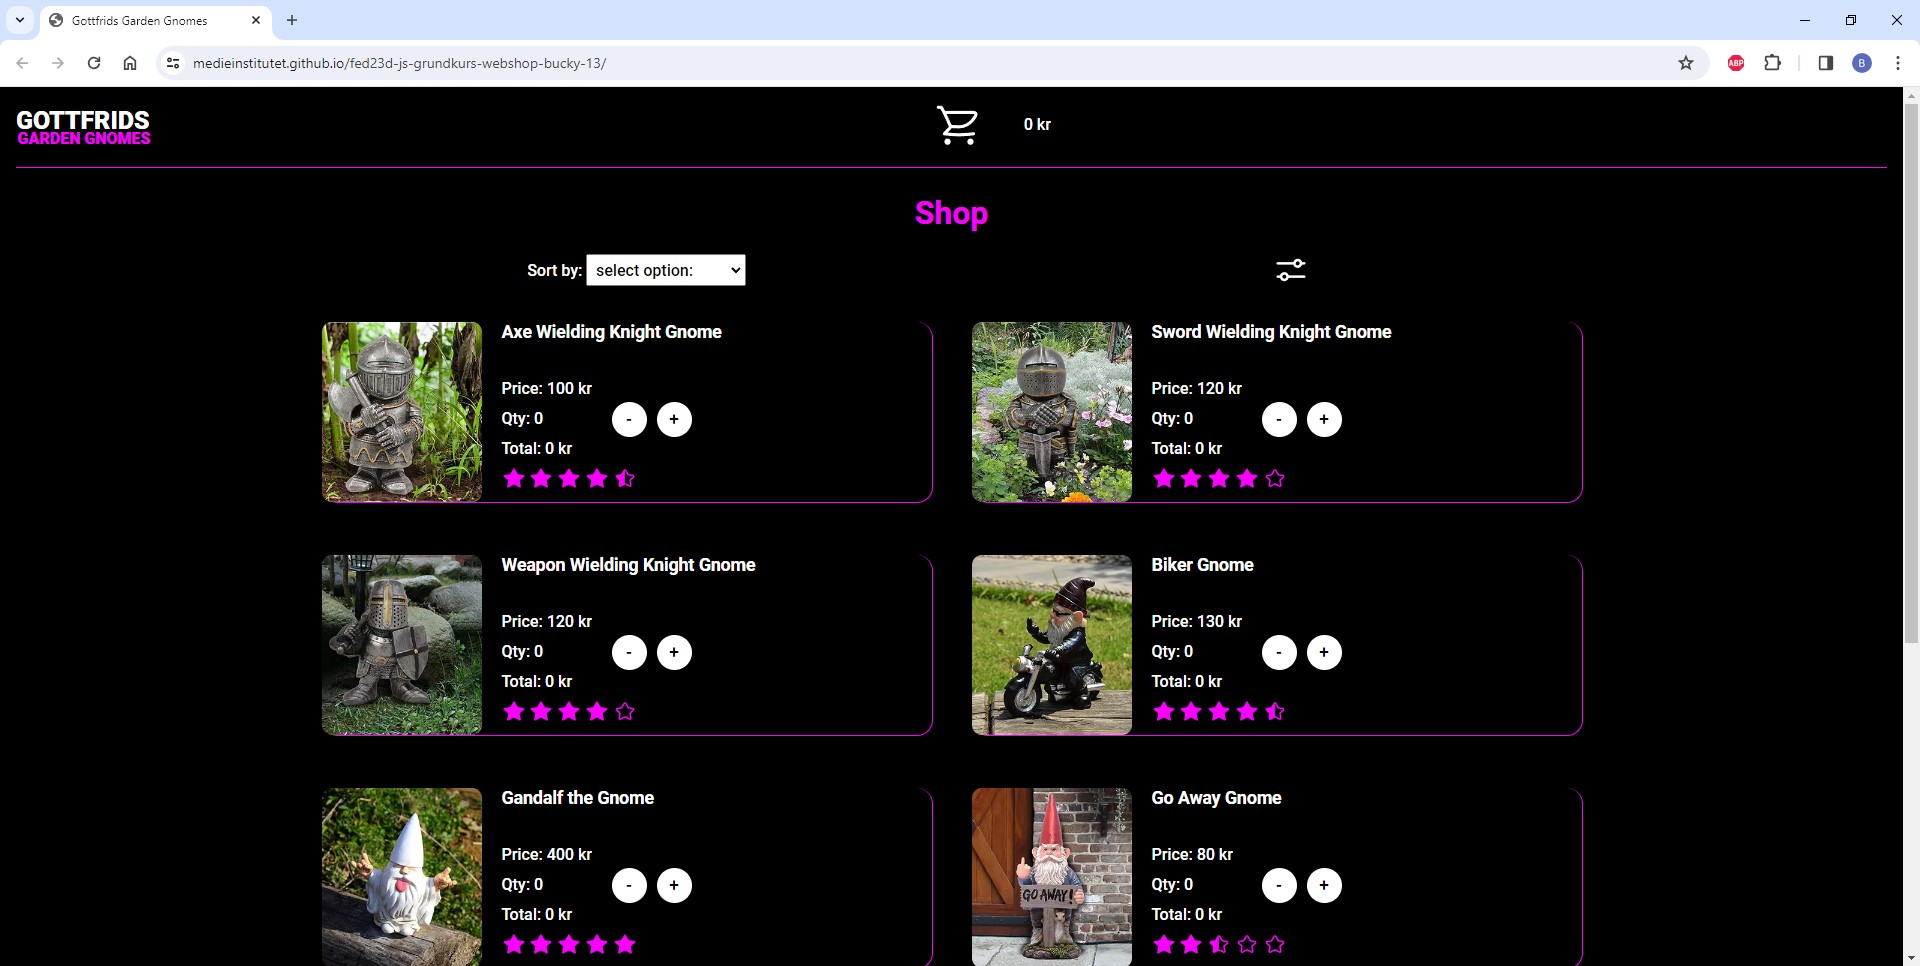 Gottfrids Garden Gnomes
medieinstitutet.github.io/fed23d-js-grundkurs-webshop-bucky-13/
ABP
B
GOTTFRIDS
GARDEN GNOMES
0 kr
Shop
Sort by: select option:
Axe Wielding Knight Gnome
Price: 100 kr
Qty: 0 - +
Total: 0 kr
Sword Wielding Knight Gnome
Price: 120 kr
Qty: 0 - +
Total: 0 kr
Weapon Wielding Knight Gnome
Price: 120 kr
Qty: 0 - +
Total: 0 kr
Biker Gnome
Price: 130 kr
Qty: 0 - +
Total: 0 kr
Gandalf the Gnome
Price: 400 kr
Qty: 0 - +
Total: 0 kr
Go Away Gnome
Price: 80 kr
Qty: 0 - +
Total: 0 kr
GO AWAY!